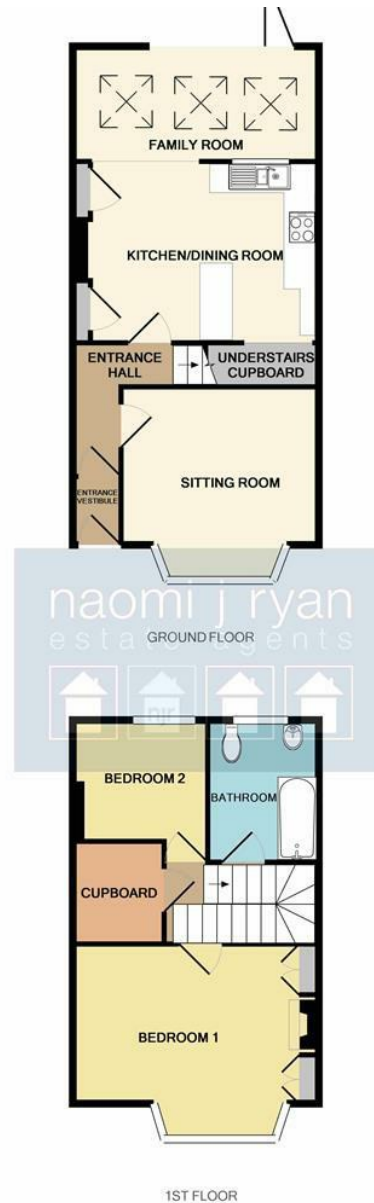 FAMILY ROOM
KITCHEN/DINING ROOM
ENTRANCE
HALL
UNDERSTAIRS
CUPBOARD
ENTRANCE
VESTIBULE
SITTING ROOM
naomi j ryan
estate agents
GROUND FLOOR
njr
BEDROOM 2
BATHROOM
CUPBOARD
BEDROOM 1
1ST FLOOR